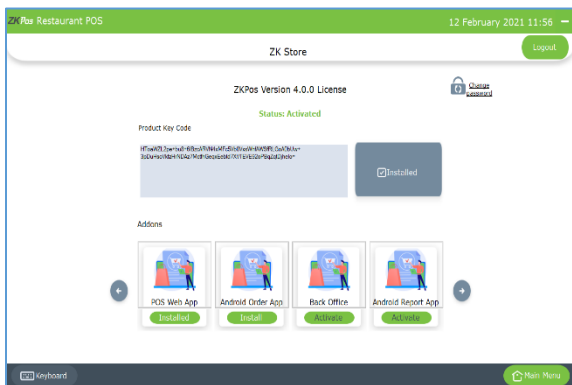 ZKPos Restaurant POS
12 February 2021 11:56
ZK Store
Logout
ZKPos Version 4.0.0 License
Change
password
Status: Activated
Product Key Code
Installed
Addons
POS Web App
Android Order App
Back Office
Android Report App
Installed
Install
Activate
Activate
Keyboard
Main Menu